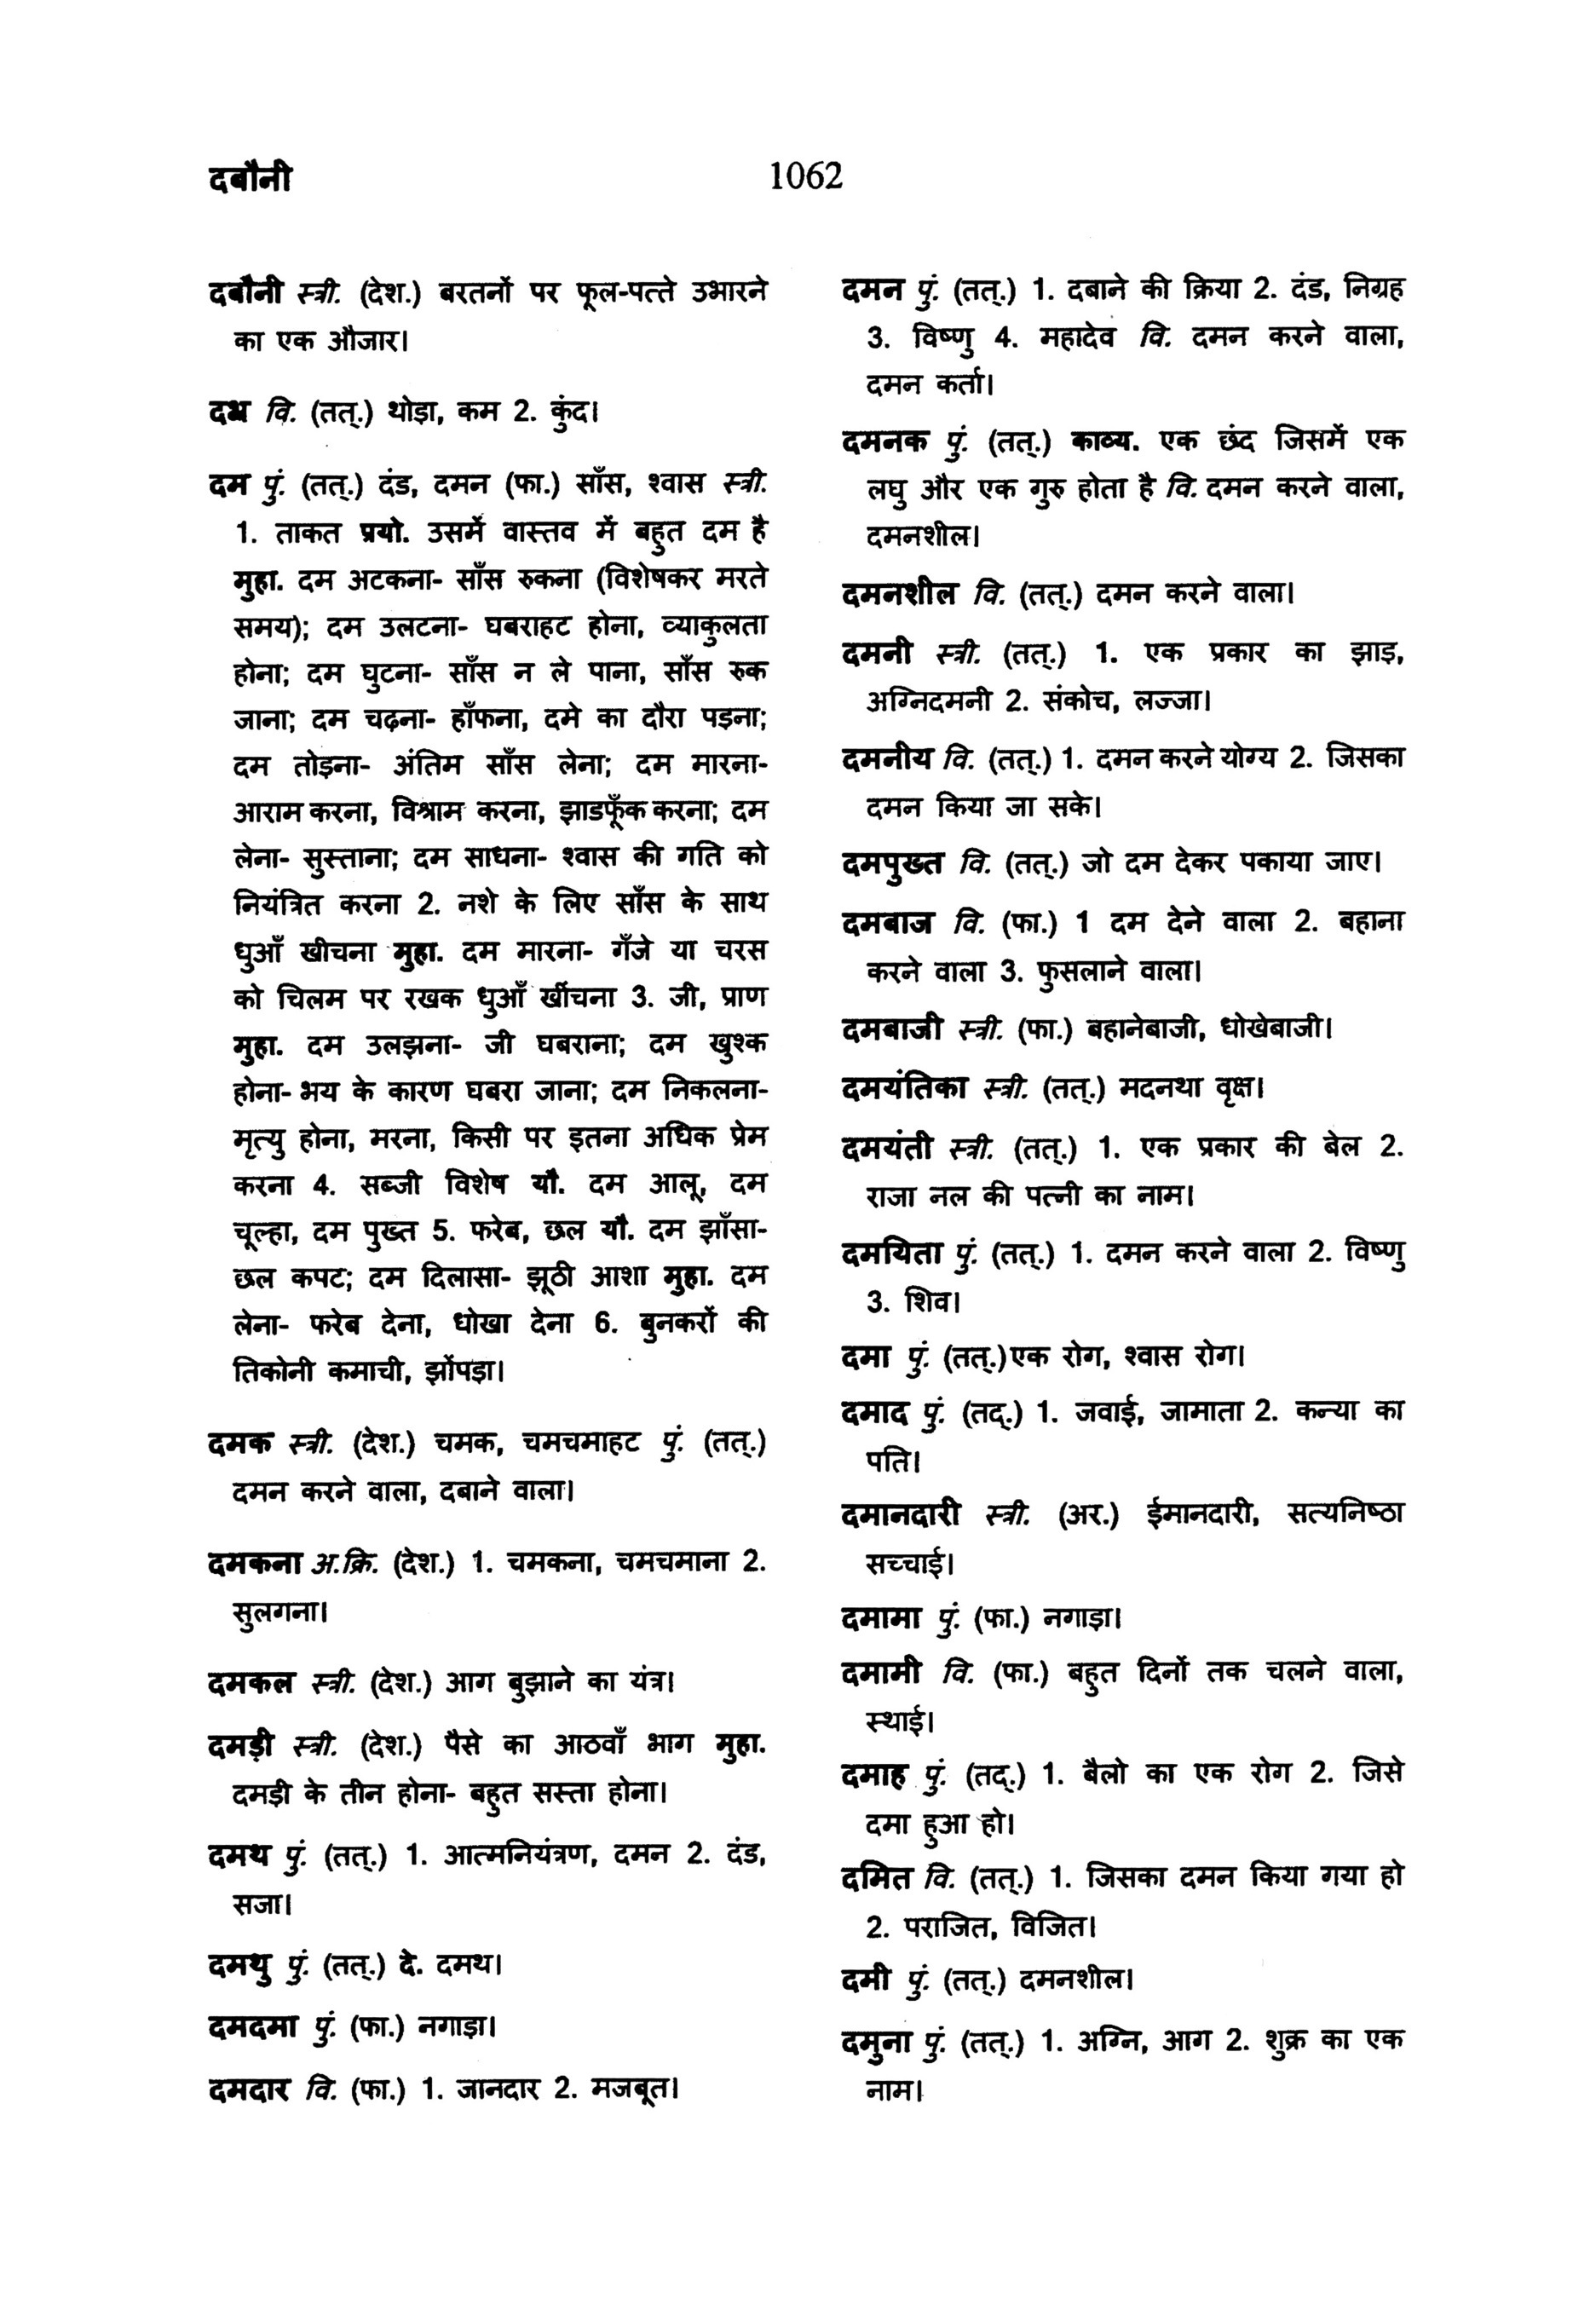 दबौनी
1062
दबौनी स्त्री. (देश.) बरतनों पर फूल-पत्ते उभारने
का एक औजार।
दभ्र वि. (तत्.) थोड़ा, कम 2. कुंद।
दम पुं. (तत्.) दंड, दमन (फा.) साँस, श्वास स्त्री.
1. ताकत प्रयो. उसमें वास्तव में बहुत दम है
मुहा. दम अटकना- साँस रुकना (विशेषकर मरते
समय); दम उलटना- घबराहट होना, व्याकुलता
होना; दम घुटना- साँस न ले पाना, साँस रुक
जाना; दम चढ़ना- हाँफना, दमे का दौरा पड़ना;
दम तोड़ना- अंतिम साँस लेना; दम मारना-
आराम करना, विश्राम करना, झाडफूँक करना; दम
लेना- सुस्ताना; दम साधना- श्वास की गति को
नियंत्रित करना 2. नशे के लिए साँस के साथ
धुआँ खीचना मुहा. दम मारना- गँजे या चरस
को चिलम पर रखक धुआँ खींचना 3. जी, प्राण
मुहा. दम उलझना- जी घबराना; दम खुश्क
होना- भय के कारण घबरा जाना; दम निकलना-
मृत्यु होना, मरना, किसी पर इतना अधिक प्रेम
करना 4. सब्जी विशेष यौ. दम आलू, दम
चूल्हा, दम पुख्त 5. फरेब, छल यौ. दम झाँसा-
छल कपट; दम दिलासा- झूठी आशा मुहा. दम
लेना- फरेब देना, धोखा देना 6. बुनकरों की
तिकोनी कमाची, झोंपड़ा।
दमक स्त्री. (देश.) चमक, चमचमाहट पुं. (तत्.)
दमन करने वाला, दबाने वाला।
दमकना अ.क्रि. (देश.) 1. चमकना, चमचमाना 2.
सुलगना।
दमकल स्त्री. (देश.) आग बुझाने का यंत्र।
दमड़ी स्त्री. (देश.) पैसे का आठवाँ भाग मुहा.
दमड़ी के तीन होना- बहुत सस्ता होना।
दमथ पुं. (तत्.) 1. आत्मनियंत्रण, दमन 2. दंड,
सजा।
दमथु पुं. (तत्.) दे. दमथ।
दमदमा पुं. (फा.) नगाड़ा।
दमदार वि. (फा.) 1. जानदार 2. मजबूत।
दमन पुं. (तत्.) 1. दबाने की क्रिया 2. दंड, निग्रह
3. विष्णु 4. महादेव वि. दमन करने वाला,
दमन कर्ता।
दमनक पुं. (तत्.) काव्य. एक छंद जिसमें एक
लघु और एक गुरु होता है वि. दमन करने वाला,
दमनशील।
दमनशील वि. (तत्.) दमन करने वाला।
दमनी स्त्री. (तत्.) 1. एक प्रकार का झाड़,
अग्निदमनी 2. संकोच, लज्जा।
दमनीय वि. (तत्.) 1. दमन करने योग्य 2. जिसका
दमन किया जा सके।
दमपुख्त वि. (तत्.) जो दम देकर पकाया जाए।
दमबाज वि. (फा.) 1 दम देने वाला 2. बहाना
करने वाला 3. फुसलाने वाला।
दमबाजी स्त्री. (फा.) बहानेबाजी, धोखेबाजी।
दमयंतिका स्त्री. (तत्.) मदनथा वृक्ष।
दमयंती स्त्री. (तत्.) 1. एक प्रकार की बेल 2.
राजा नल की पत्नी का नाम।
दमयिता पुं. (तत्.) 1. दमन करने वाला 2. विष्णु
3. शिव।
दमा पुं. (तत्.)एक रोग, श्वास रोग।
दमाद पुं. (तद्.) 1. जवाई, जामाता 2. कन्या का
पति।
दमानदारी स्त्री. (अर.) ईमानदारी, सत्यनिष्ठा
सच्चाई।
दमामा पुं. (फा.) नगाड़ा।
दमामी वि. (फा.) बहुत दिनों तक चलने वाला,
स्थाई।
दमाह पुं. (तद्.) 1. बैलो का एक रोग 2. जिसे
दमा हुआ हो।
दमित वि. (तत्.) 1. जिसका दमन किया गया हो
2. पराजित, विजित।
दमी पुं. (तत्.) दमनशील।
दमुना पुं. (तत्.) 1. अग्नि, आग 2. शुक्र का एक
नाम।